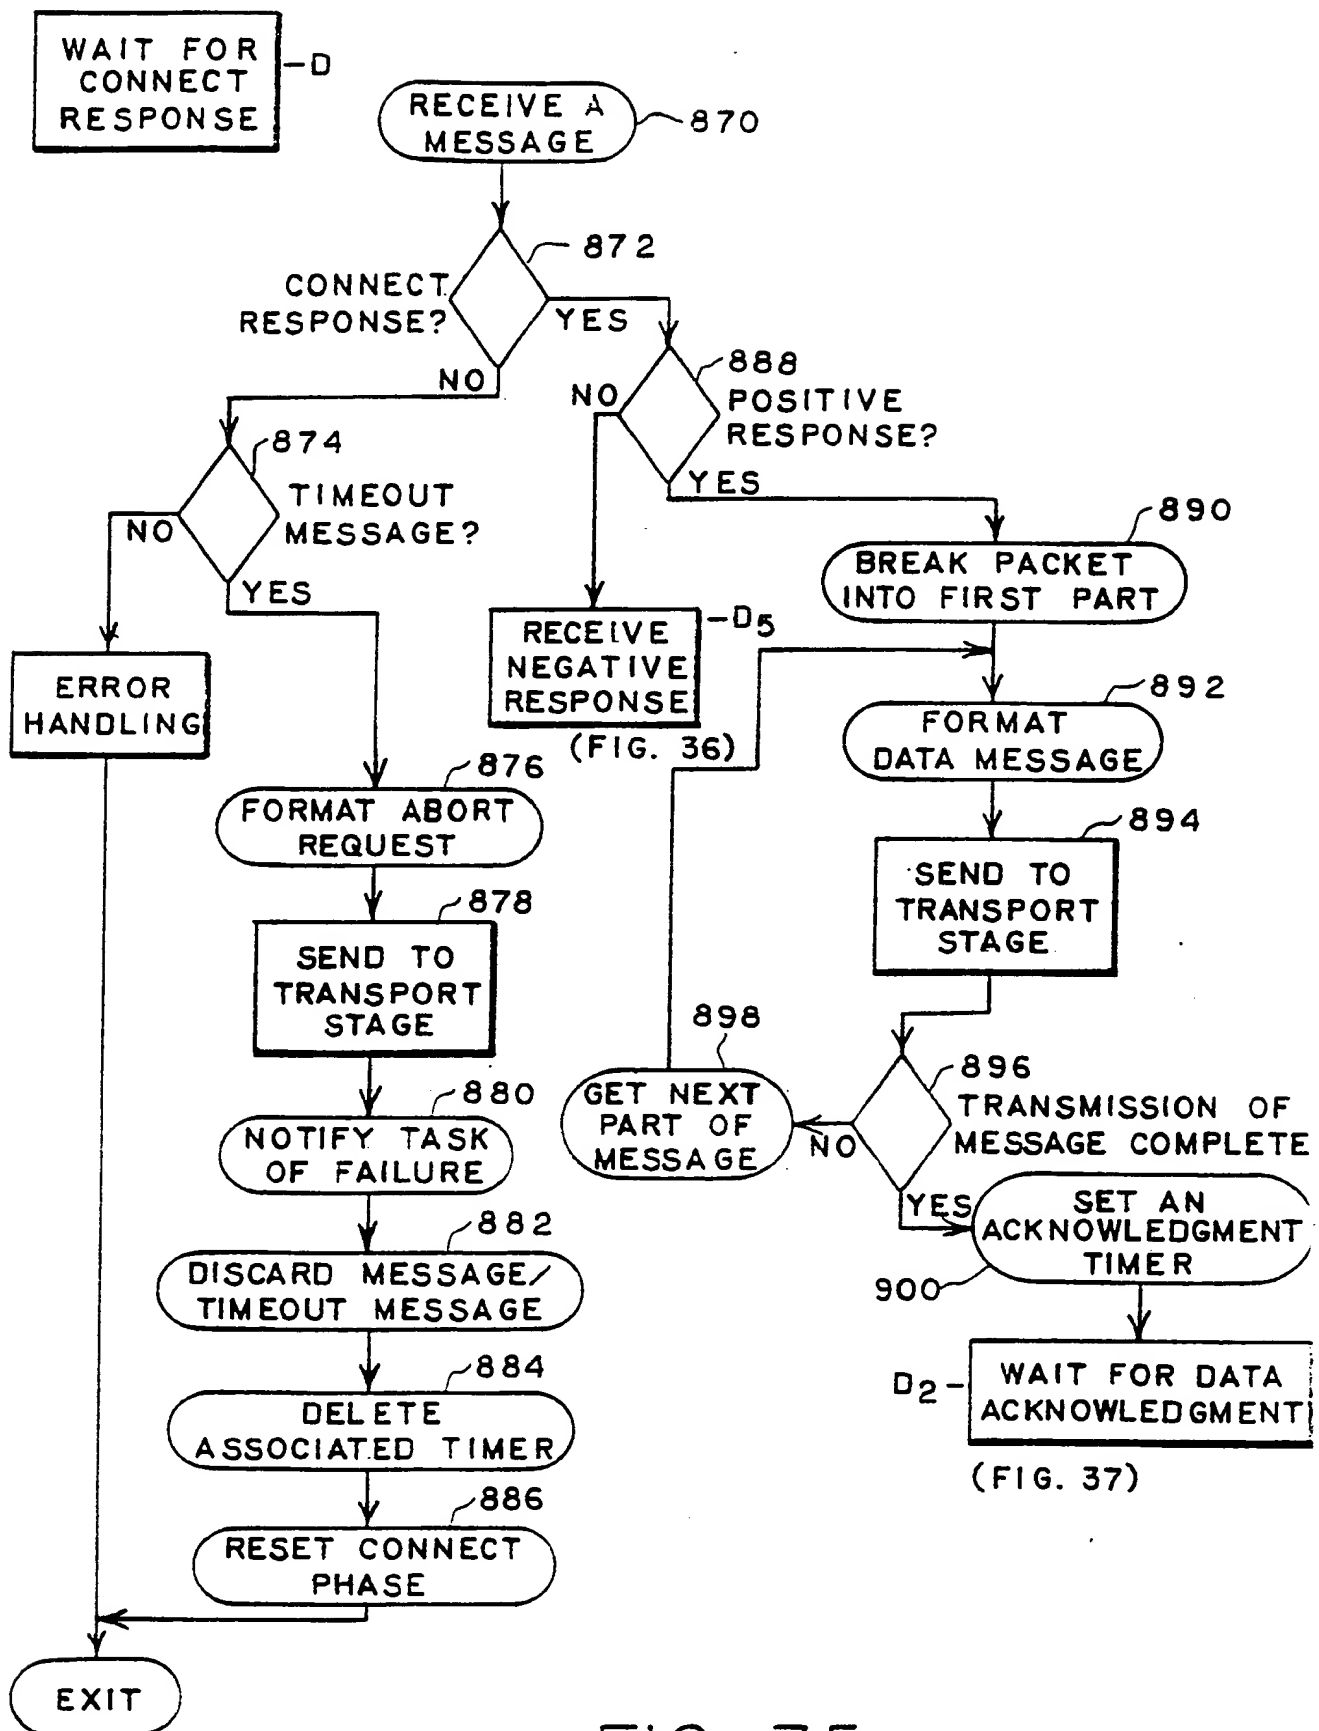 WAIT FOR
CONNECT
RESPONSE
-D
RECEIVE A
MESSAGE
870
872
CONNECT
RESPONSE?
YES
NO
888
NO
POSITIVE
RESPONSE?
YES
874
TIMEOUT
MESSAGE?
NO
YES
890
BREAK PACKET
INTO FIRST PART
ERROR
HANDLING
RECEIVE
NEGATIVE
RESPONSE
-D5
(FIG. 36)
892
FORMAT
DATA MESSAGE
876
FORMAT ABORT
REQUEST
894
SEND TO
TRANSPORT
STAGE
878
SEND TO
TRANSPORT
STAGE
898
GET NEXT
PART OF
MESSAGE
896
TRANSMISSION OF
MESSAGE COMPLETE
NO
YES
880
NOTIFY TASK
OF FAILURE
SET AN
ACKNOWLEDGMENT
TIMER
900
882
DISCARD MESSAGE/
TIMEOUT MESSAGE
884
DELETE
ASSOCIATED TIMER
D2-
WAIT FOR DATA
ACKNOWLEDGMENT
(FIG. 37)
886
RESET CONNECT
PHASE
EXIT